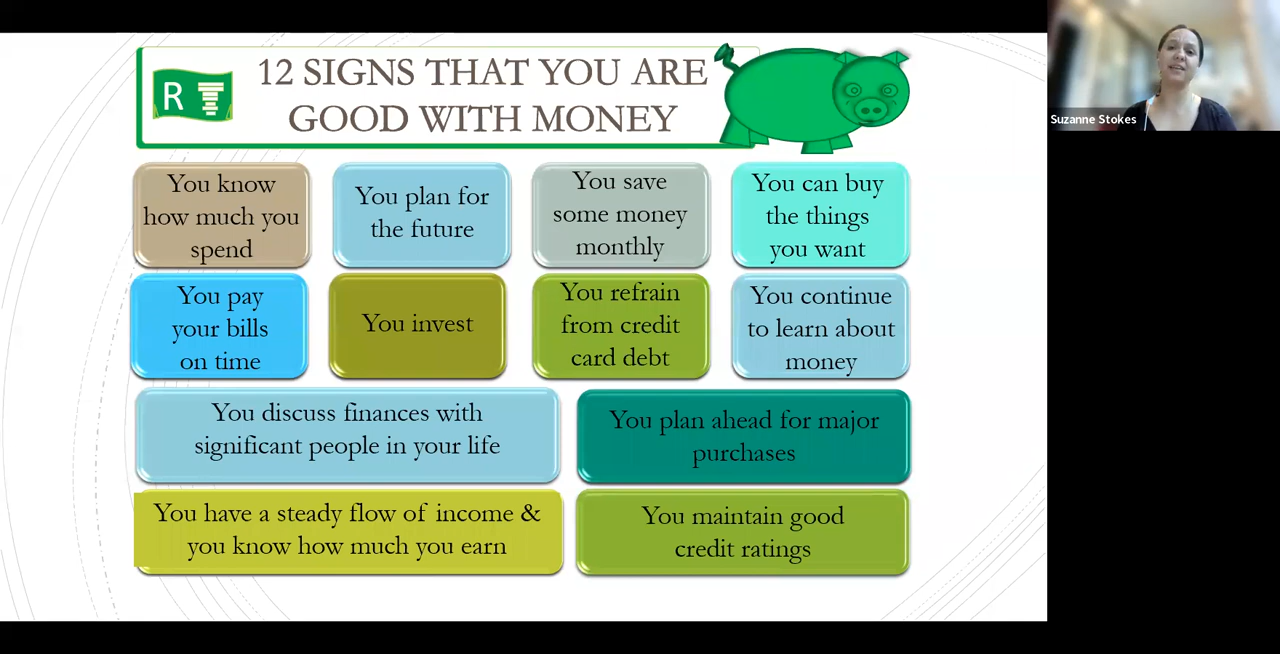 R
12 SIGNS THAT YOU ARE
GOOD WITH MONEY
Suzanne Stokes
You know
how much you
spend
You plan for
the future
You save
some money
monthly
You can buy
the things
you want
You pay
your bills
on time
You invest
You refrain
from credit
card debt
You continue
to learn about
money
You discuss finances with
significant people in your life
You plan ahead for major
purchases
You have a steady flow of income &
you know how much you earn
You maintain good
credit ratings